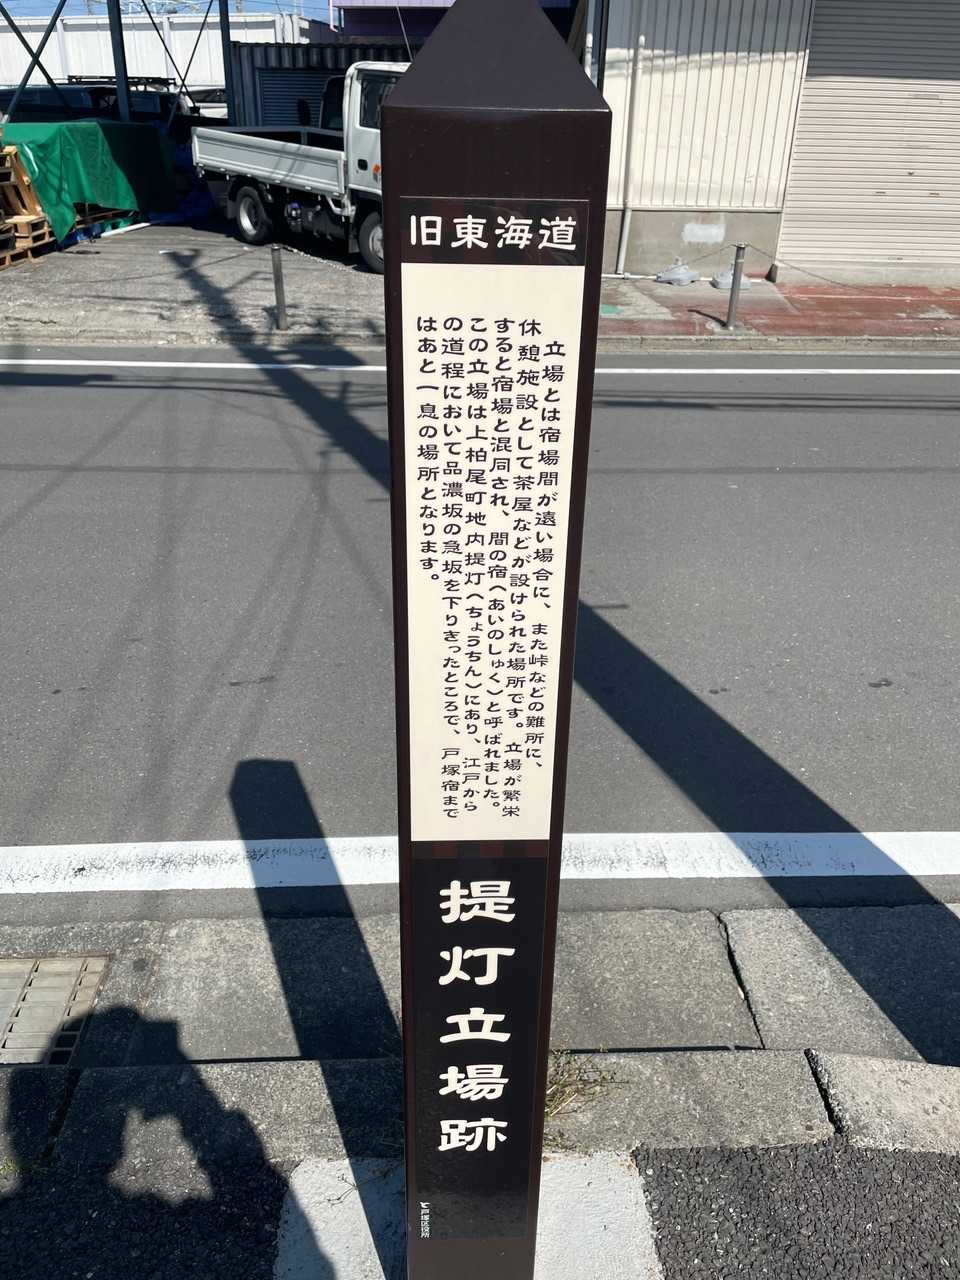 旧東海道
立場とは宿場間が遠い場合に、また峠などの難所に、
休憩施設として茶屋などが設けられた場所です。立場が繁栄
すると宿場と混同され、間の宿(あいのしゅく)と呼ばれました。
この立場は上柏尾町地内提灯(ちょうちん)にあり、江戸から
の道程において品濃坂の急坂を下りきったところで、戸塚宿まで
はあと一息の場所となります。
提灯立場跡
戸塚区役所